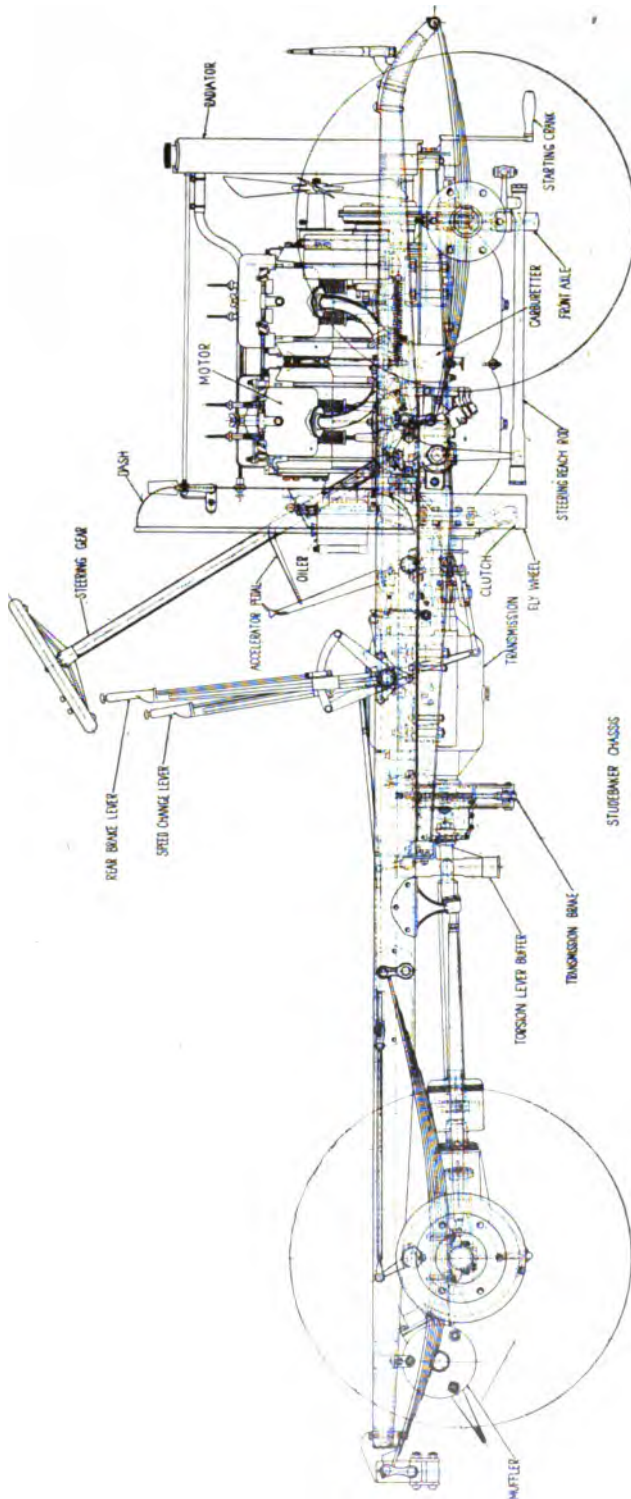 REAR BRAKE LEVER
SPEED CHANGE LEVER
STEERING GEAR
DASH
RADIATOR
MOTOR
ACCELERATOR PEDAL
OILER
STARTING CRANK
FRONT AXLE
CARBURETTER
STEERING REACH ROD
CLUTCH
FLY WHEEL
TRANSMISSION
TRANSMISSION BRAKE
TORSION LEVER BUFFER
MUFFLER
STUDEBAKER CHASSIS